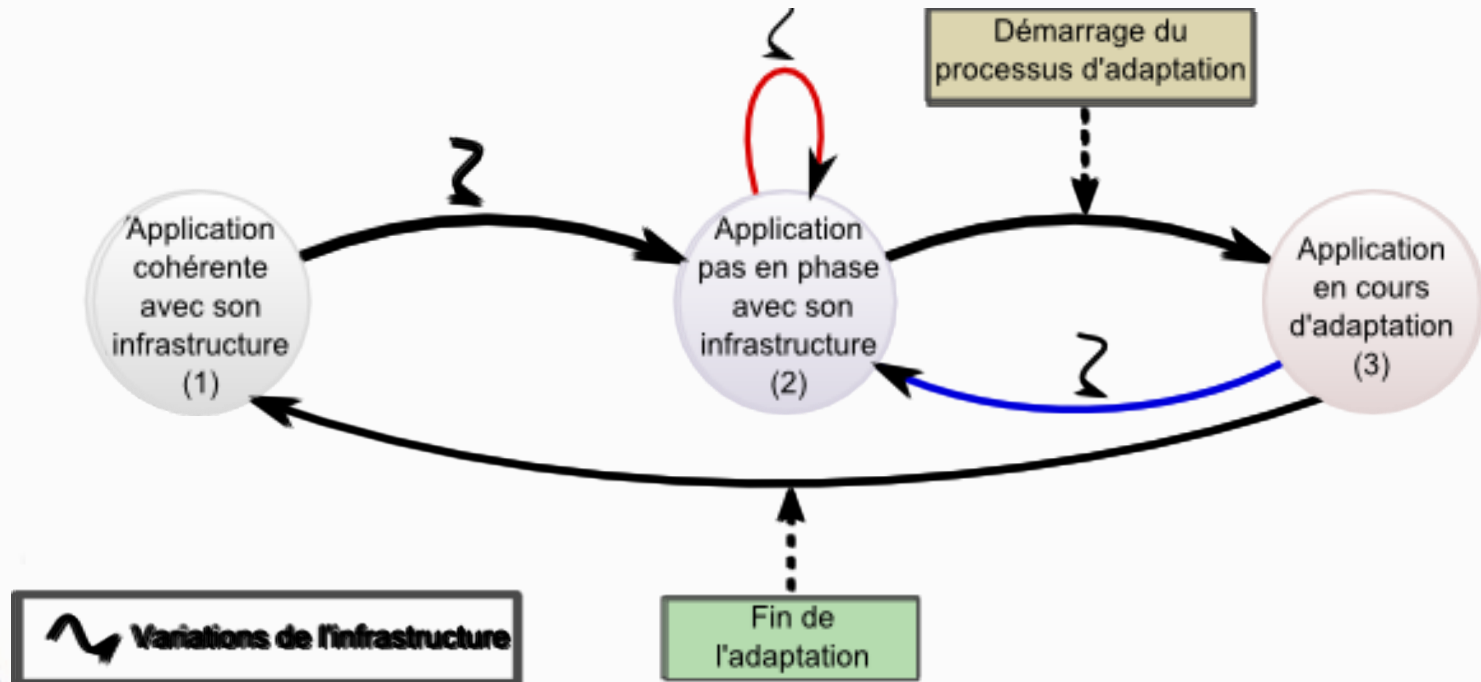 Démarrage du
processus d'adaptation
Application
cohérente
avec son
infrastructure
(1)
Application
pas en phase
avec son
infrastructure
(2)
Application
en cours
d'adaptation
(3)
Variations de l'infrastructure
Fin de
l'adaptation